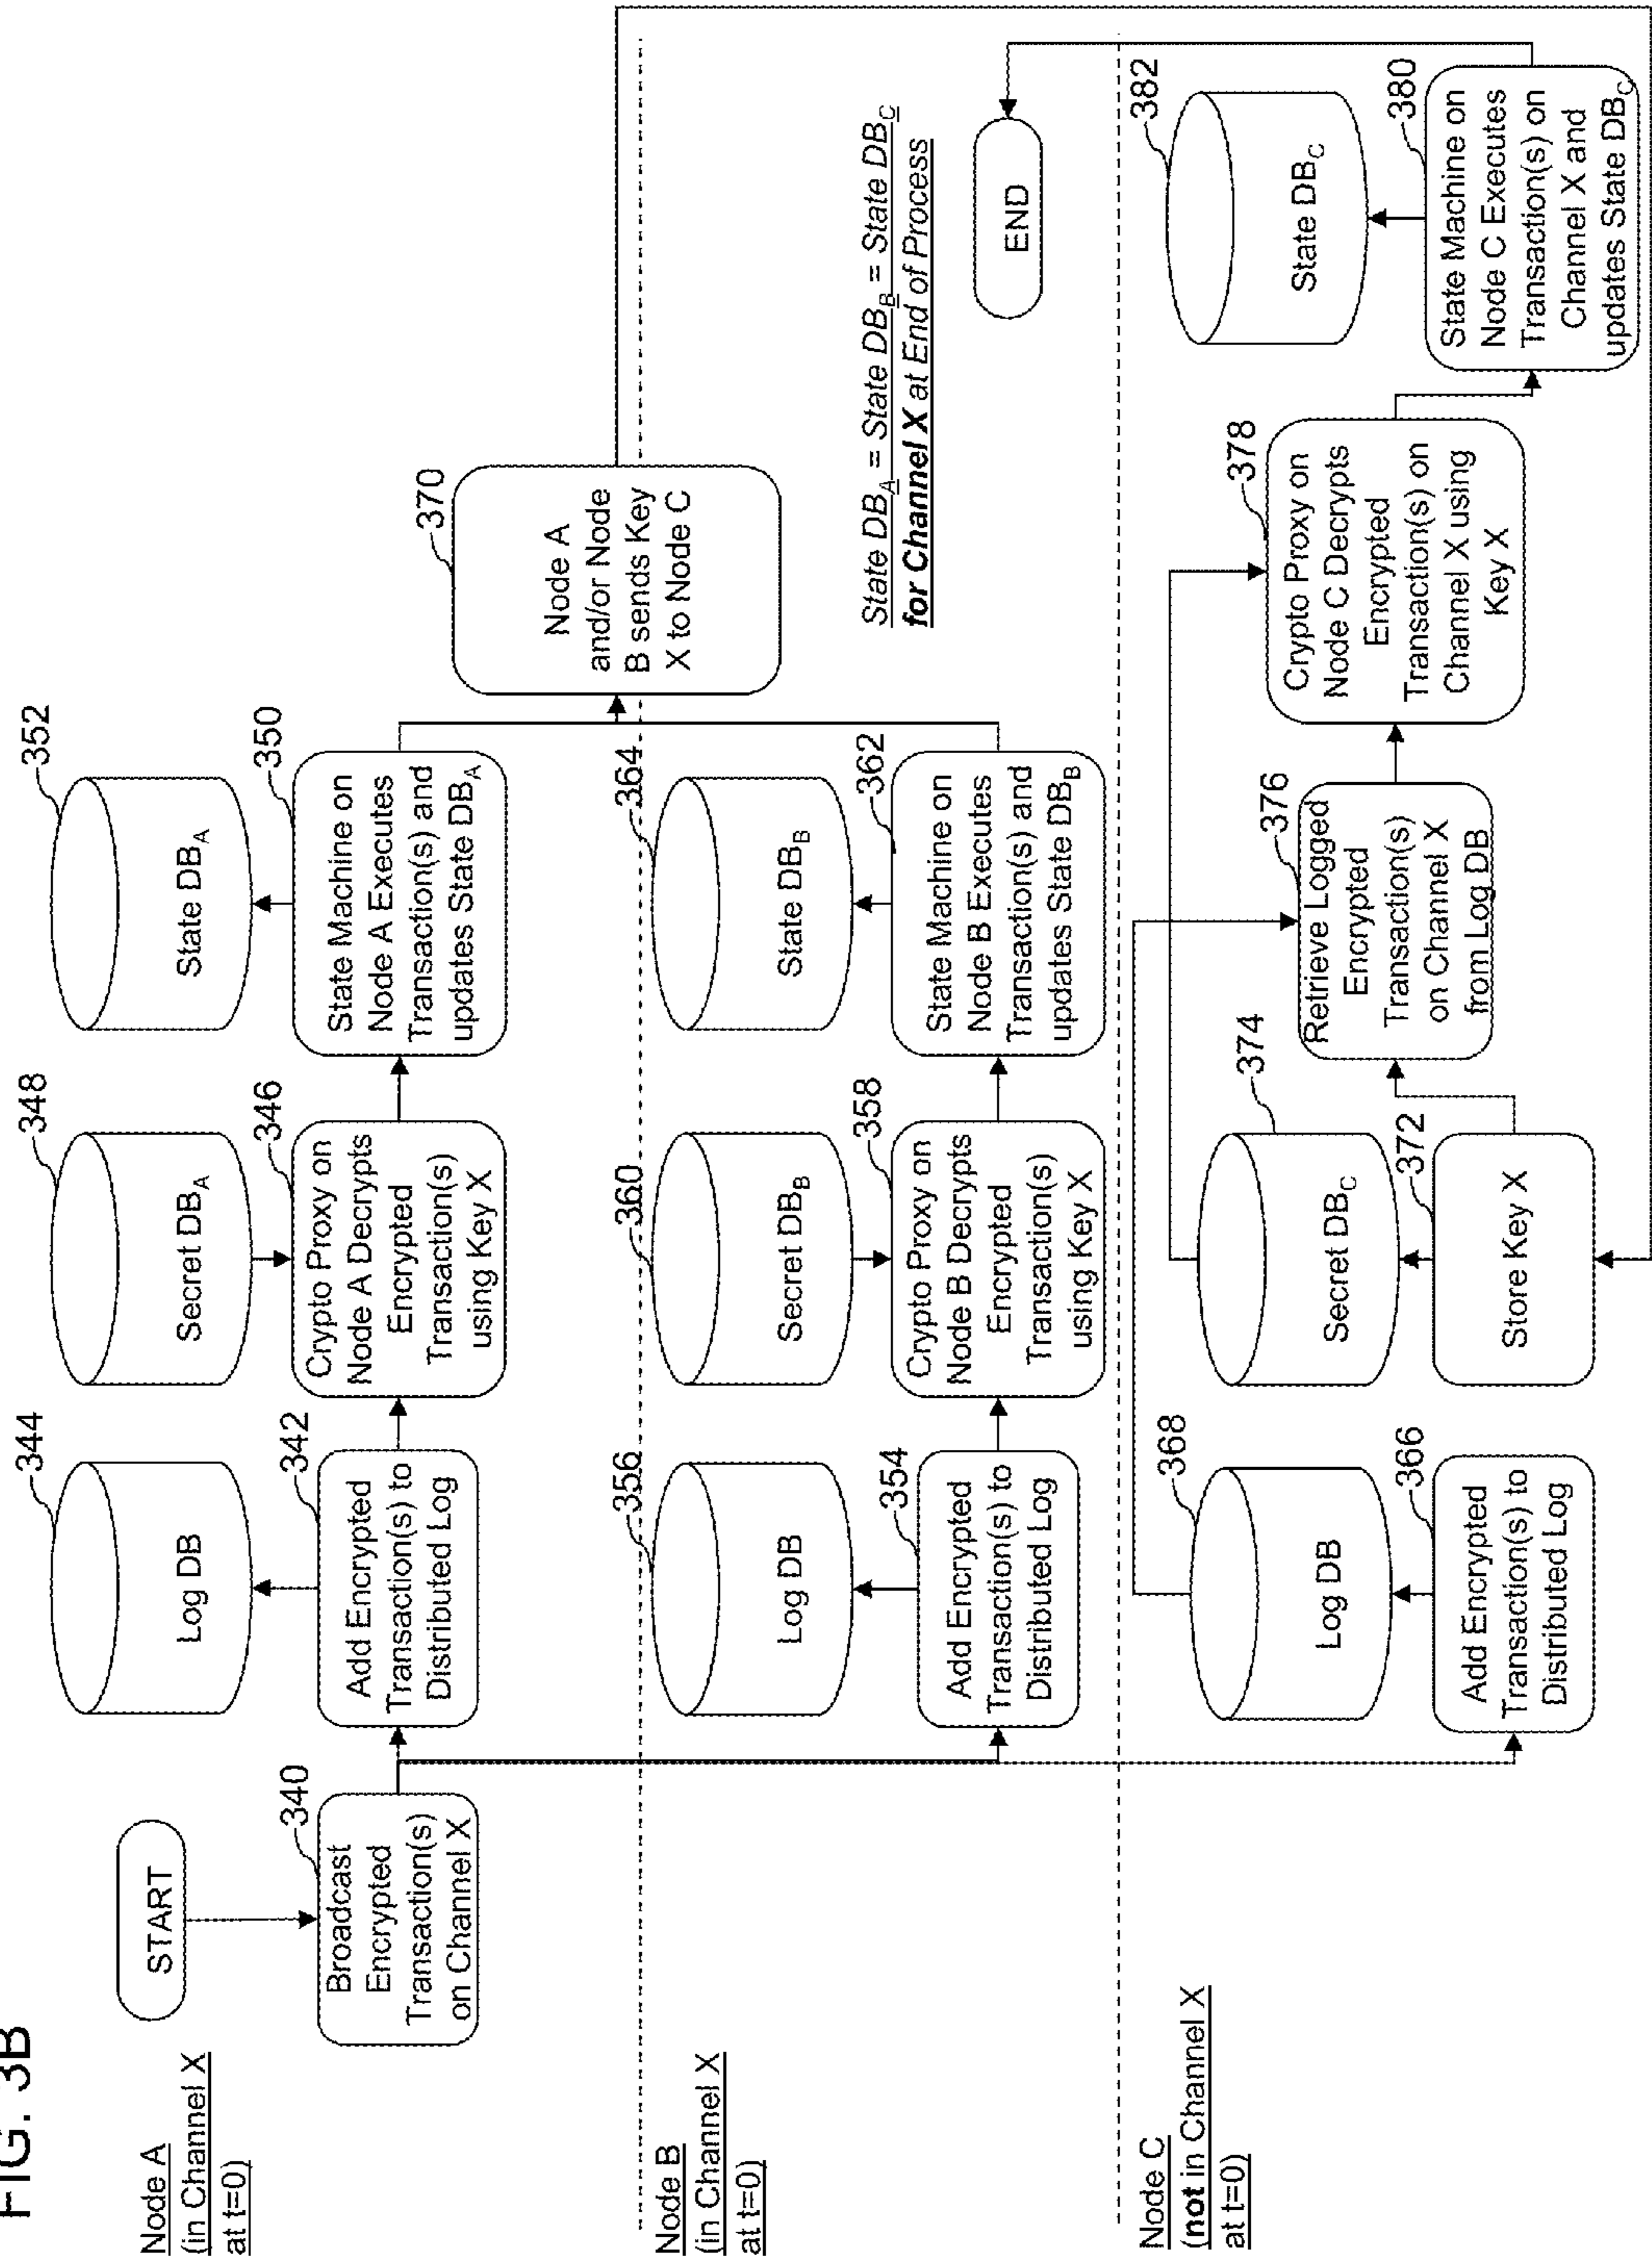 FIG. 3B
Node A
(in Channel X
at t=0)
START
340
Broadcast
Encrypted
Transaction(s)
on Channel X
344
Log DB
342
Add Encrypted
Transaction(s) to
Distributed Log
348
Secret DBA
346
Crypto Proxy on
Node A Decrypts
Encrypted
Transaction(s)
using Key X
352
State DBA
350
State Machine on
Node A Executes
Transaction(s) and
updates State DBA
370
Node A
and/or Node
B sends Key
X to Node C
Node B
(in Channel X
at t=0)
356
Log DB
354
Add Encrypted
Transaction(s) to
Distributed Log
360
Secret DBB
358
Crypto Proxy on
Node B Decrypts
Encrypted
Transaction(s)
using Key X
364
State DBB
362
State Machine on
Node B Executes
Transaction(s) and
updates State DBB
State DBA = State DBB = State DBC
for Channel X at End of Process
END
Node C
(not in Channel X
at t=0)
368
Log DB
366
Add Encrypted
Transaction(s) to
Distributed Log
374
Secret DBC
372
Store Key X
376
Retrieve Logged
Encrypted
Transaction(s)
on Channel X
from Log DB
378
Crypto Proxy on
Node C Decrypts
Encrypted
Transaction(s) on
Channel X using
Key X
382
State DBC
380
State Machine on
Node C Executes
Transaction(s) on
Channel X and
updates State DBC